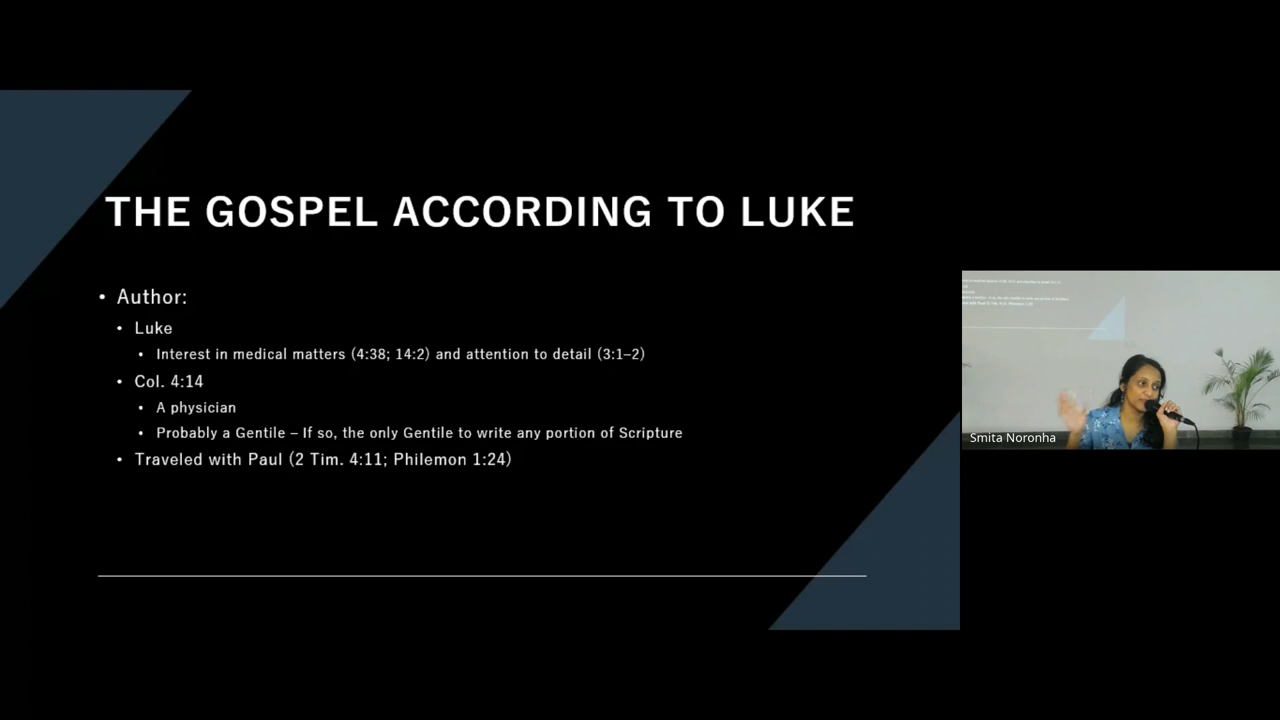 THE GOSPEL ACCORDING TO LUKE
• Author:
• Luke
• Interest in medical matters (4:38; 14:2) and attention to detail (3:1–2)
• Col. 4:14
• A physician
• Probably a Gentile – If so, the only Gentile to write any portion of Scripture
• Traveled with Paul (2 Tim. 4:11; Philemon 1:24)
Smita Noronha